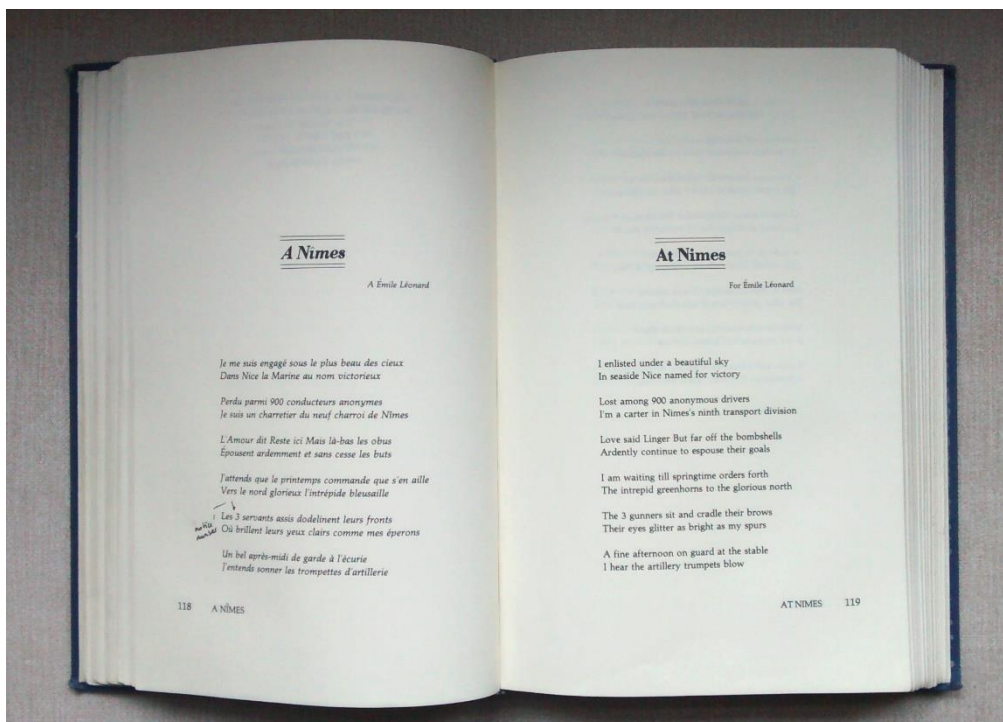 A Nîmes
A Émile Léonard
Je me suis engagé sous le plus beau des cieux
Dans Nice la Marine au nom victorieux
Perdu parmi 900 conducteurs anonymes
Je suis un charretier du neuf charroi de Nîmes
L'Amour dit Reste ici Mais là-bas les obus
Épousent ardemment et sans cesse les buts
J'attends que le printemps commande que s'en aille
Vers le nord glorieux l'intrépide bleusaille
Les 3 servants assis dodelinent leurs fronts
Où brillent leurs yeux clairs comme mes éperons
Un bel après-midi de garde à l'écurie
J'entends sonner les trompettes d'artillerie
118 A NÎMES
At Nimes
For Émile Léonard
I enlisted under a beautiful sky
In seaside Nice named for victory
Lost among 900 anonymous drivers
I'm a carter in Nimes's ninth transport division
Love said Linger But far off the bombshells
Ardently continue to espouse their goals
I am waiting till springtime orders forth
The intrepid greenhorns to the glorious north
The 3 gunners sit and cradle their brows
Their eyes glitter as bright as my spurs
A fine afternoon on guard at the stable
I hear the artillery trumpets blow
AT NIMES 119